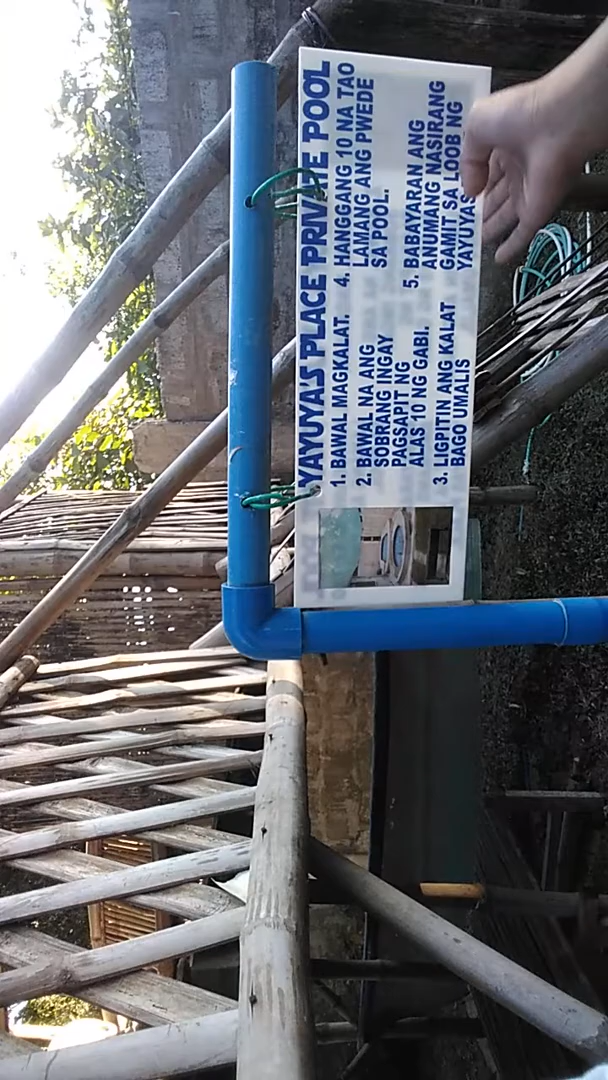 YAYUYA'S PLACE PRIVATE POOL
1. BAWAL MAGKALAT.
2. BAWAL NA ANG
SOBRANG INGAY
PAGSAPIT NG
ALAS 10 NG GABI.
3. LIGPITIN ANG KALAT
BAGO UMALIS
4. HANGGANG 10 NA TAO
LAMANG ANG PWEDE
SA POOL.
5. BABAYARAN ANG
ANUMANG NASIRANG
GAMIT SA LOOB NG
YAYUYAS